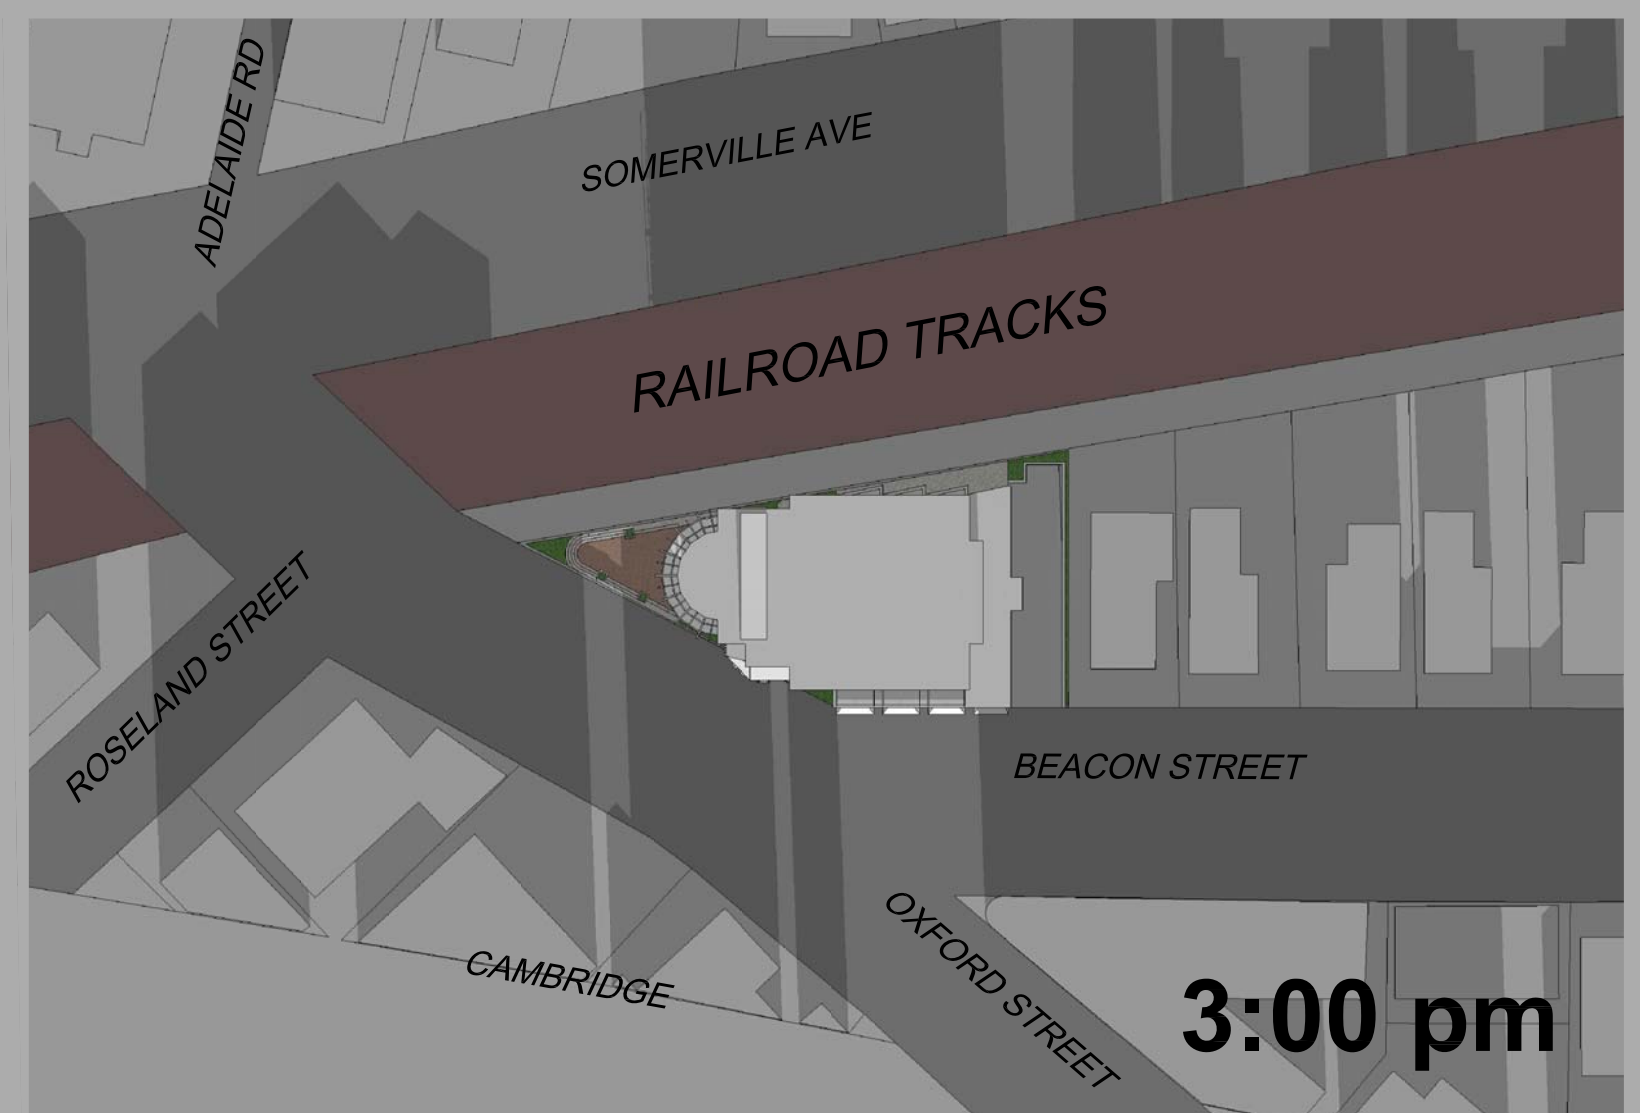 ADELAIDE RD
SOMERVILLE AVE
RAILROAD TRACKS
ROSELAND STREET
BEACON STREET
OXFORD STREET
CAMBRIDGE
3:00 pm